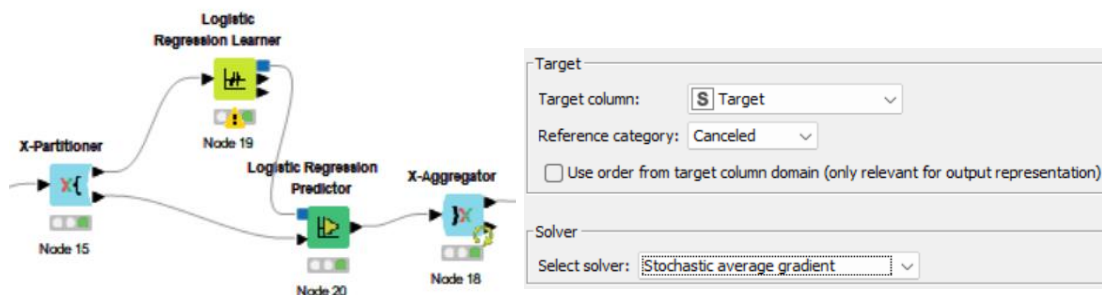 Logistic
Regression Learner
Node 19
X-Partitioner
Node 15
Logistic Regression
Predictor
Node 20
X-Aggregator
Node 18
Target
Target column:
S Target
Reference category:
Canceled
Use order from target column domain (only relevant for output representation)
Solver
Select solver:
Stochastic average gradient